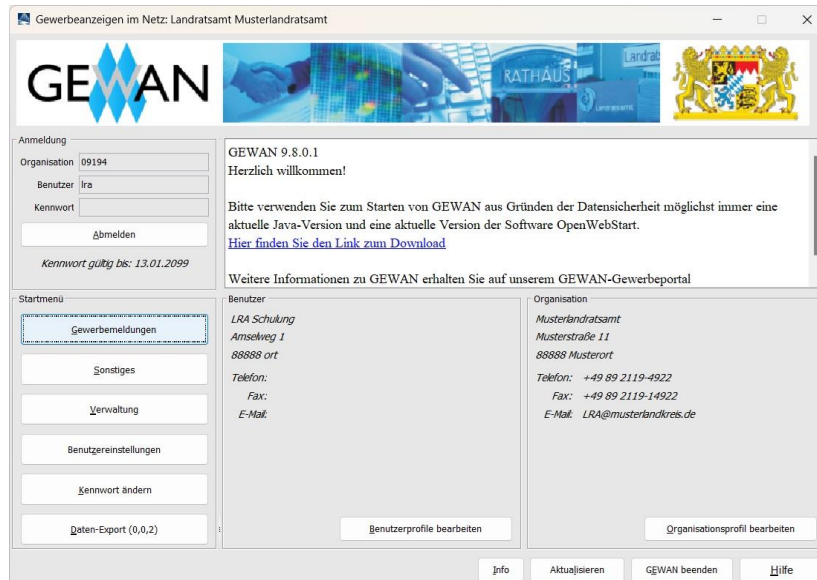 Gewerbeanzeigen im Netz: Landratsamt Musterlandratsamt
GEWAN
RATHAUS
Landrats
Landratsamt
Anmeldung
Organisation 09194
Benutzer lra
Kennwort
Abmelden
Kennwort gültig bis: 13.01.2099
GEWAN 9.8.0.1
Herzlich willkommen!
Bitte verwenden Sie zum Starten von GEWAN aus Gründen der Datensicherheit möglichst immer eine
aktuelle Java-Version und eine aktuelle Version der Software OpenWebStart.
Hier finden Sie den Link zum Download
Weitere Informationen zu GEWAN erhalten Sie auf unserem GEWAN-Gewerbeportal
Startmenü
Gewerbemeldungen
Sonstiges
Verwaltung
Benutzereinstellungen
Kennwort ändern
Daten-Export (0,0,2)
Benutzer
LRA Schulung
Amselweg 1
88888 ort
Telefon:
Fax:
E-Mail:
Benutzerprofile bearbeiten
Organisation
Musterlandratsamt
Musterstraße 11
88888 Musterort
Telefon: +49 89 2119-4922
Fax: +49 89 2119-14922
E-Mail: LRA@musterlandkreis.de
Organisationsprofil bearbeiten
Info
Aktualisieren
GEWAN beenden
Hilfe